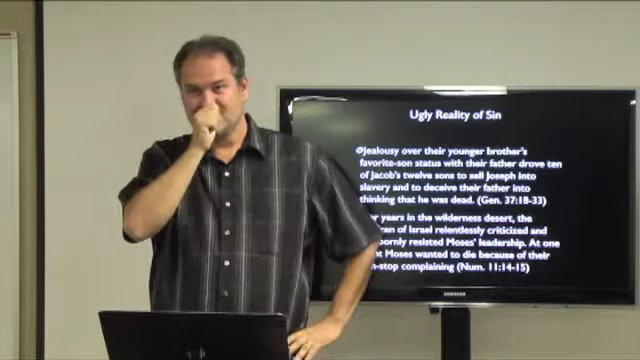 Ugly Reality of Sin
Jealousy over their younger brother's
favorite-son status with their father drove ten
of Jacob's twelve sons to sell Joseph into
slavery and to deceive their father into
thinking that he was dead. (Gen. 37:18-33)
years in the wilderness desert, the
of Israel relentlessly criticized and
resisted Moses' leadership. At one
Moses wanted to die because of their
complaining (Num. 11:14-15)
SAMSUNG
hp